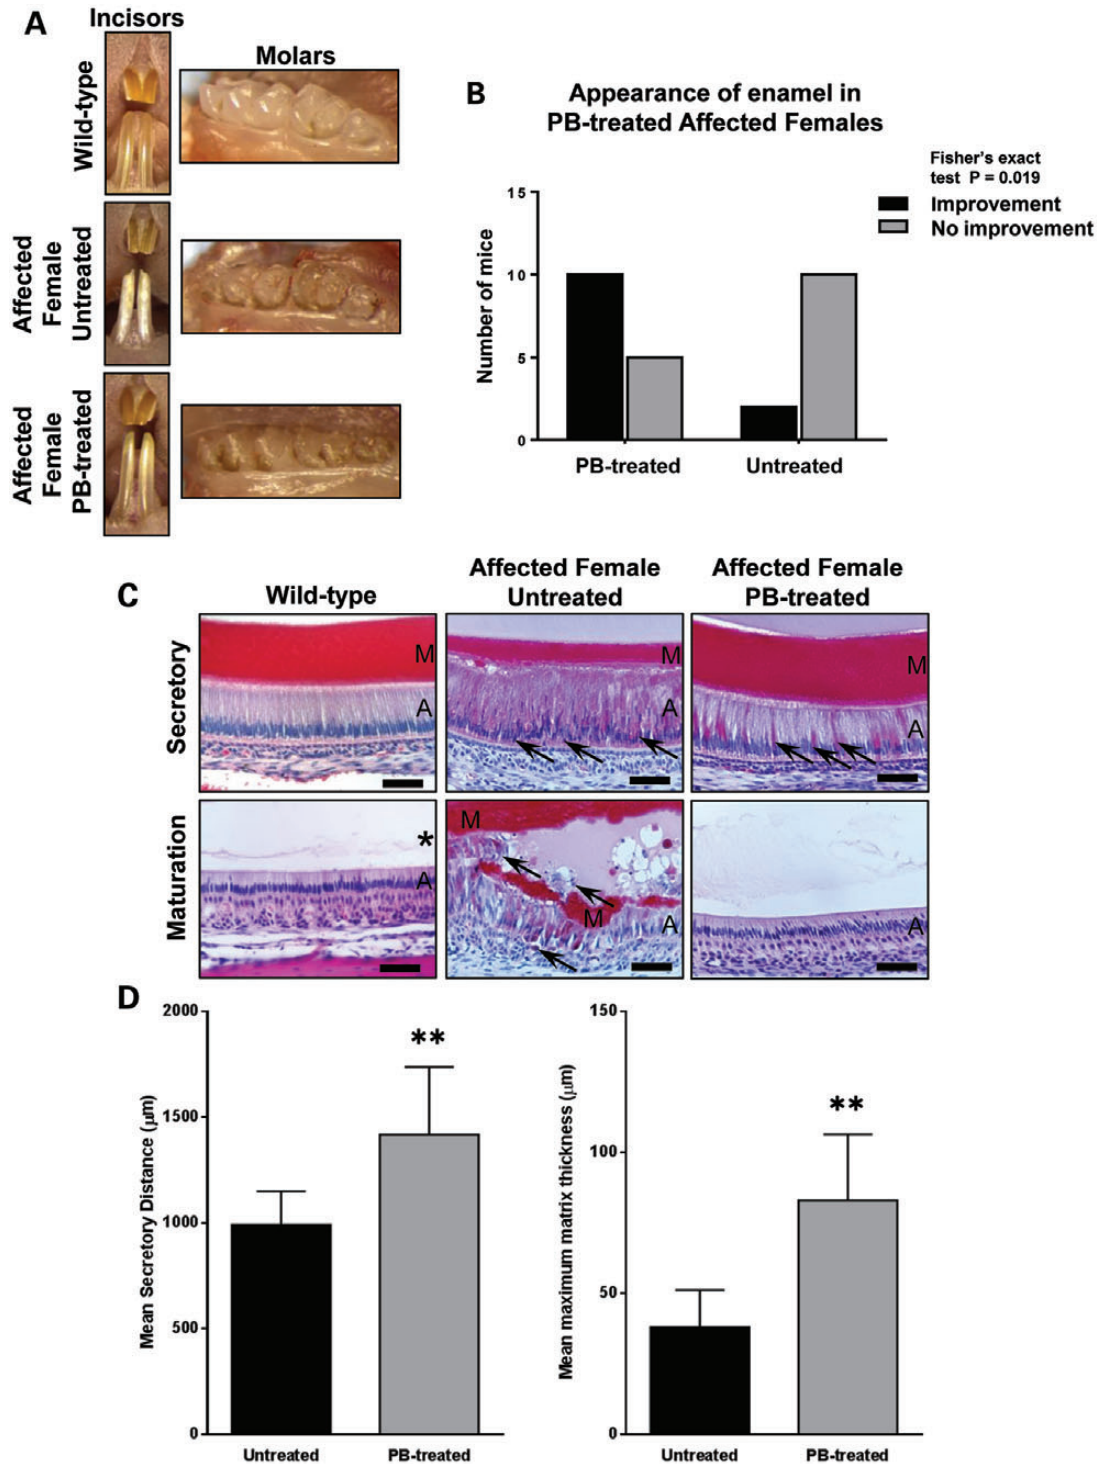 A
Incisors
Molars
Wild-type
Affected
Female
Untreated
Affected
Female
PB-treated
B
Appearance of enamel in
PB-treated Affected Females
Fisher's exact
test P = 0.019
Improvement
No improvement
Number of mice
15
10
5
0
PB-treated
Untreated
C
Wild-type
Affected Female
Untreated
Affected Female
PB-treated
Secretory
M
A
M
A
M
A
Maturation
*
A
M
M
A
A
D
Mean Secretory Distance (µm)
2000
1500
1000
500
0
**
Untreated
PB-treated
Mean maximum matrix thickness (µm)
150
100
50
0
**
Untreated
PB-treated